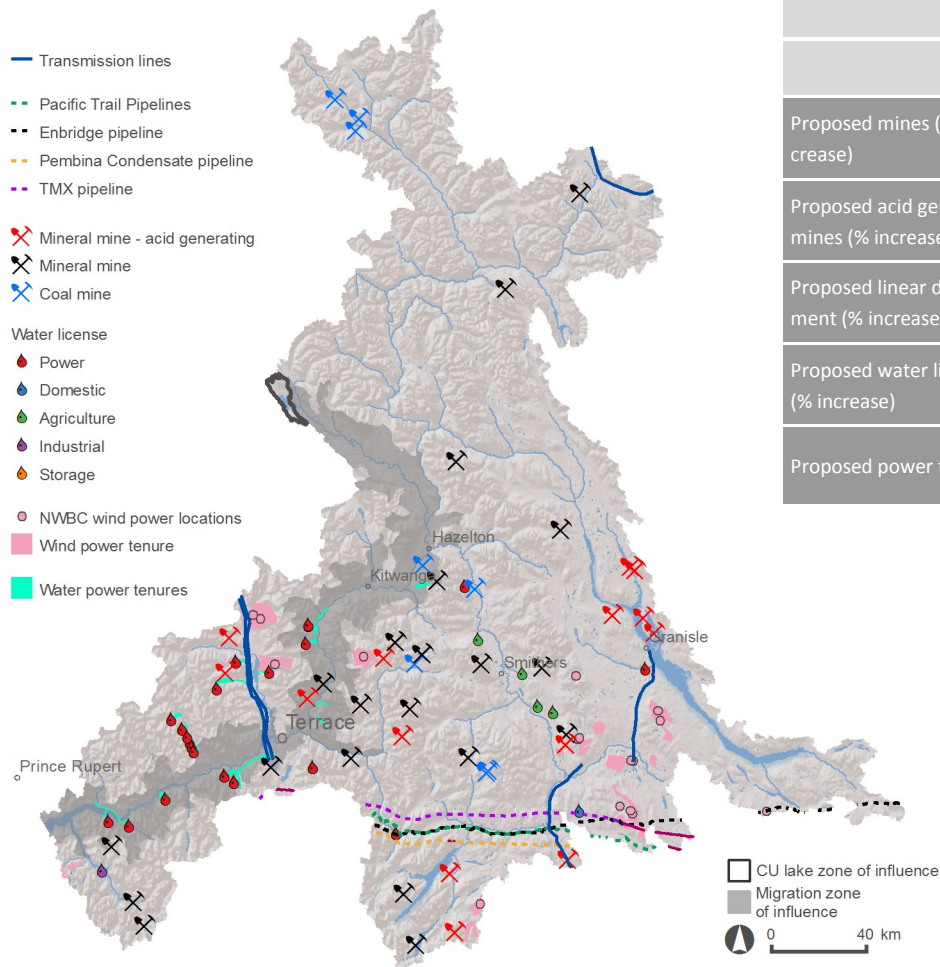 Transmission lines
Pacific Trail Pipelines
Enbridge pipeline
Pembina Condensate pipeline
TMX pipeline
Mineral mine - acid generating
Mineral mine
Coal mine
Water license
Power
Domestic
Agriculture
Industrial
Storage
NWBC wind power locations
Wind power tenure
Water power tenures
Hazelton
Kitwanga
Granisle
Smithers
Terrace
Prince Rupert
CU lake zone of influence
Migration zone
of influence
0 40 km
Proposed mines (
crease)
Proposed acid ge
mines (% increase
Proposed linear d
ment (% increase
Proposed water li
(% increase)
Proposed power